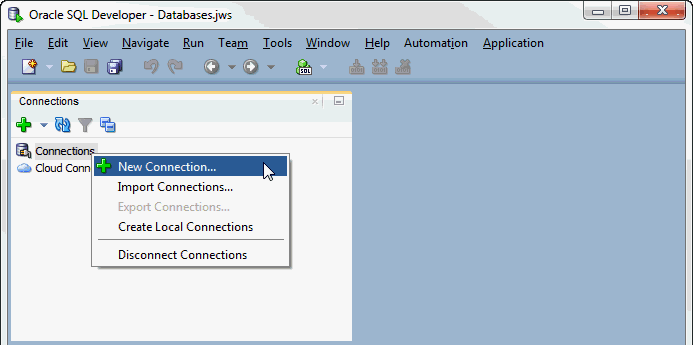 Oracle SQL Developer - Databases.jws
File Edit View Navigate Run Team Tools Window Help Automation Application
SQL
Connections
Connections
Cloud Conn
New Connection...
Import Connections...
Export Connections...
Create Local Connections
Disconnect Connections